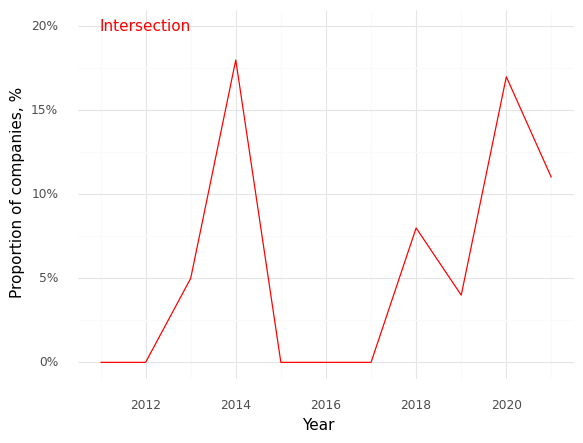 Intersection
Proportion of companies, %
20%
15%
10%
5%
0%
2012 2014 2016 2018 2020
Year